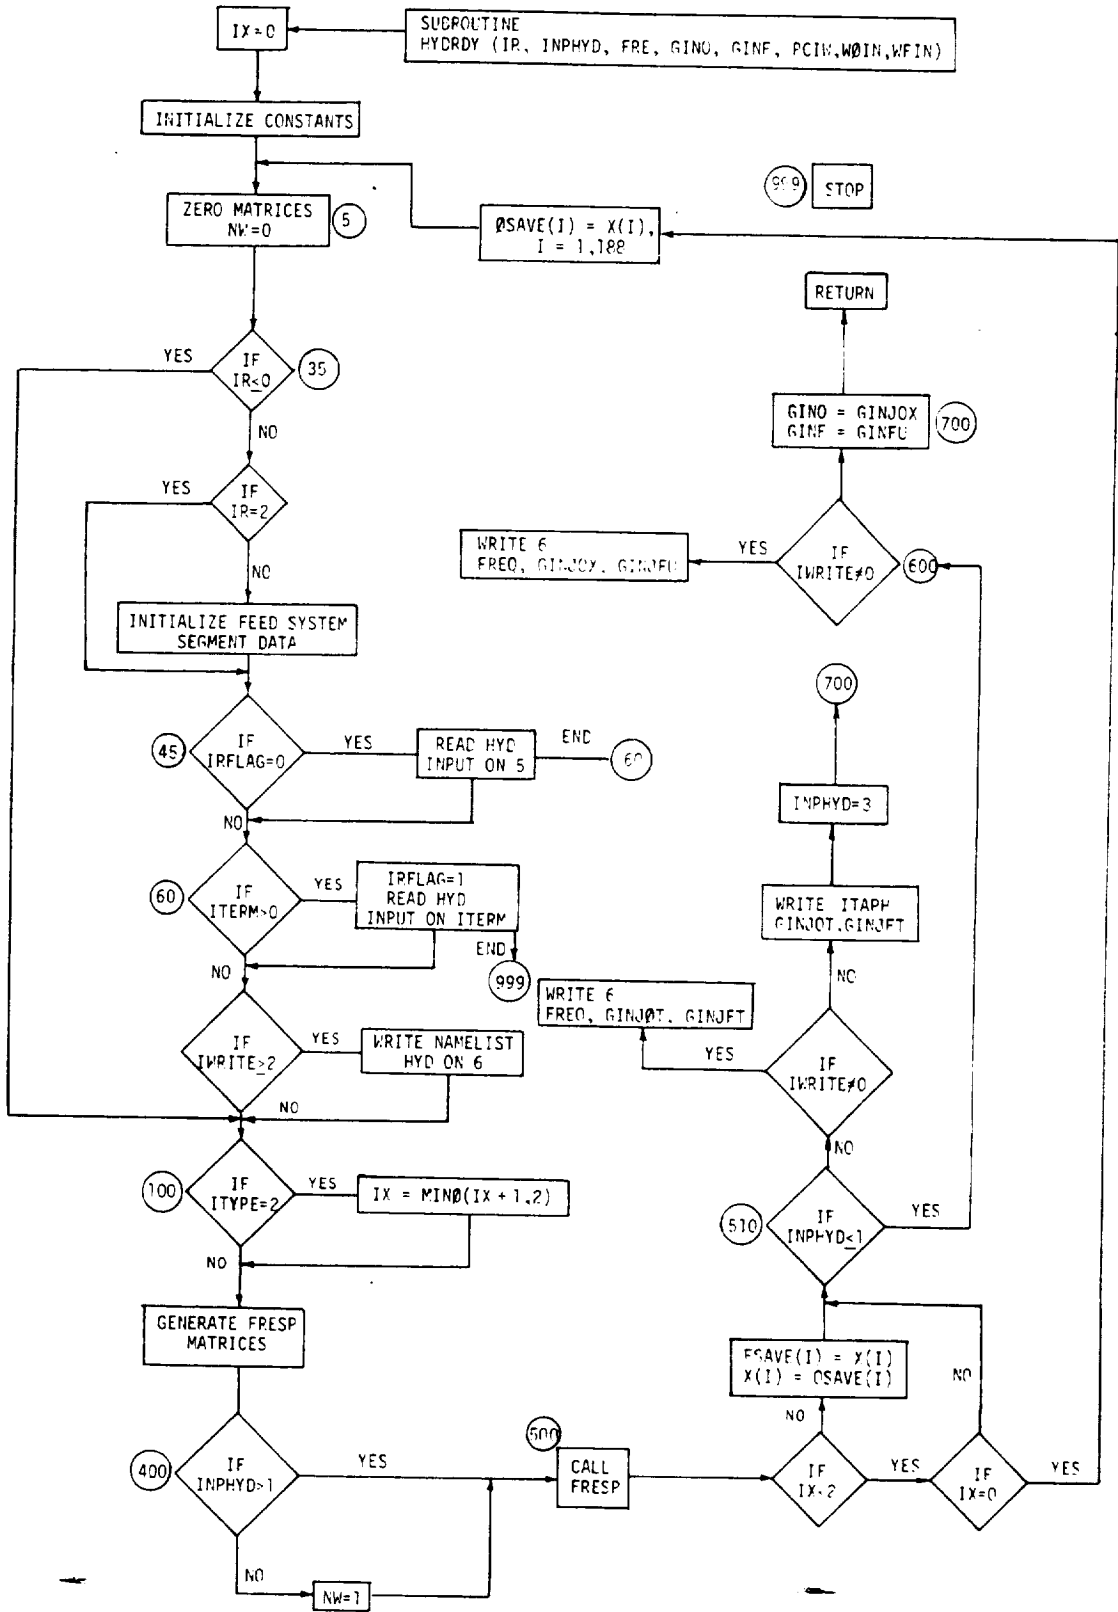 IX=0
SUBROUTINE
HYDRDY (IR, INPHYD, FRE, GINO, GINF, PCIW,WØIN,WFIN)
INITIALIZE CONSTANTS
999
STOP
ZERO MATRICES
NW=0
5
ØSAVE(I) = X(I),
I = 1,188
RETURN
YES
IF
IR≤0
35
NO
GINO = GINJOX
GINF = GINFU
700
YES
IF
IR=2
NO
WRITE 6
FREQ, GINJOX, GINJFU
YES
IF
IWRITE≠0
600
INITIALIZE FEED SYSTEM
SEGMENT DATA
700
45
IF
IRFLAG=0
YES
READ HYD
INPUT ON 5
END
60
NO
INPHYD=3
60
IF
ITERM>0
YES
IRFLAG=1
READ HYD
INPUT ON ITERM
END
999
NO
WRITE ITAPH
GINJOT,GINJFT
NO
WRITE 6
FREQ, GINJØT, GINJFT
YES
IF
IWRITE≠0
IF
IWRITE≥2
YES
WRITE NAMELIST
HYD ON 6
NO
NO
100
IF
ITYPE=2
YES
IX = MINØ(IX+1,2)
NO
510
IF
INPHYD≤1
YES
GENERATE FRESP
MATRICES
FSAVE(I) = X(I)
X(I) = OSAVE(I)
NO
NO
400
IF
INPHYD>1
YES
500
CALL
FRESP
IF
IX<2
YES
IF
IX=0
YES
NO
NW=1